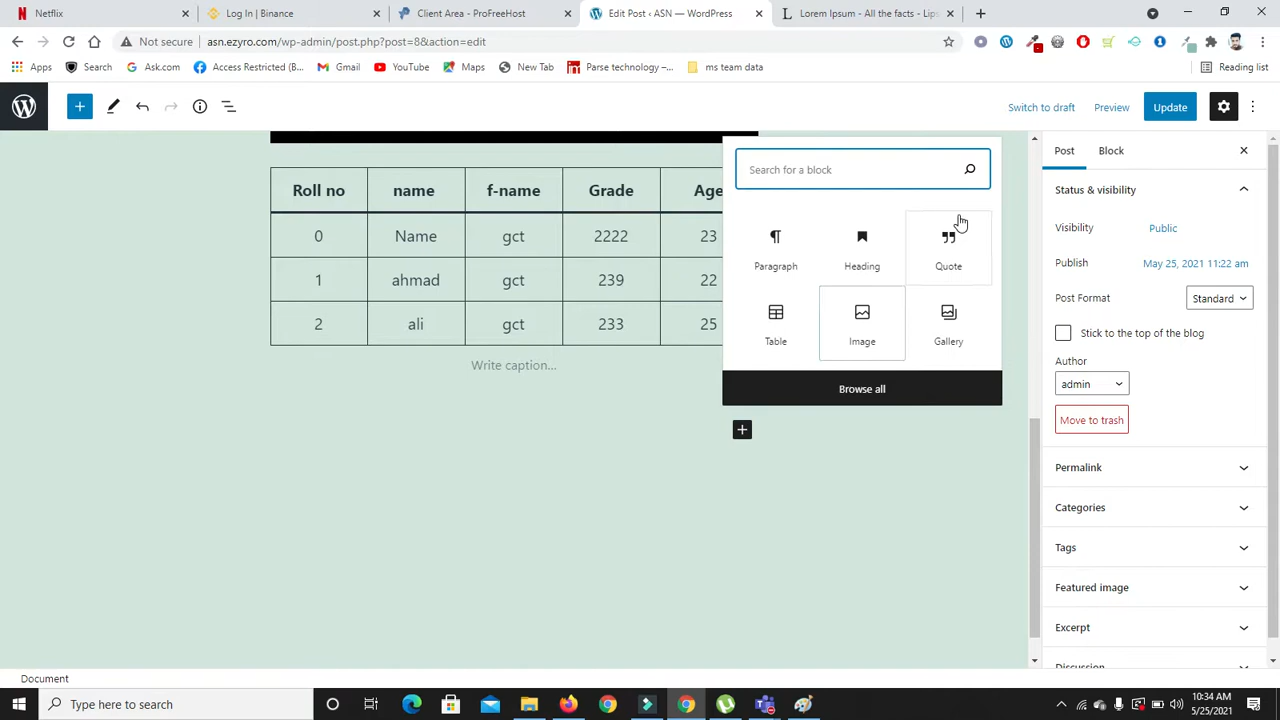 Netflix
Log In | Binance
Client Area - ProFreeHost
Edit Post ‹ ASN — WordPress
Lorem Ipsum - All the facts - Lips
Not secure
asn.ezyro.com/wp-admin/post.php?post=8&action=edit
Apps
Search
Ask.com
Access Restricted (B...
Gmail
YouTube
Maps
New Tab
Parse technology –...
ms team data
Reading list
Switch to draft
Preview
Update
Roll no name f-name Grade Age
0 Name gct 2222 23
1 ahmad gct 239 22
2 ali gct 233 25
Write caption...
Search for a block
Paragraph
Heading
Quote
Table
Image
Gallery
Browse all
Post
Block
Status & visibility
Visibility
Public
Publish
May 25, 2021 11:22 am
Post Format
Standard
Stick to the top of the blog
Author
admin
Move to trash
Permalink
Categories
Tags
Featured image
Excerpt
Discussion
Document
Type here to search
10:34 AM
5/25/2021